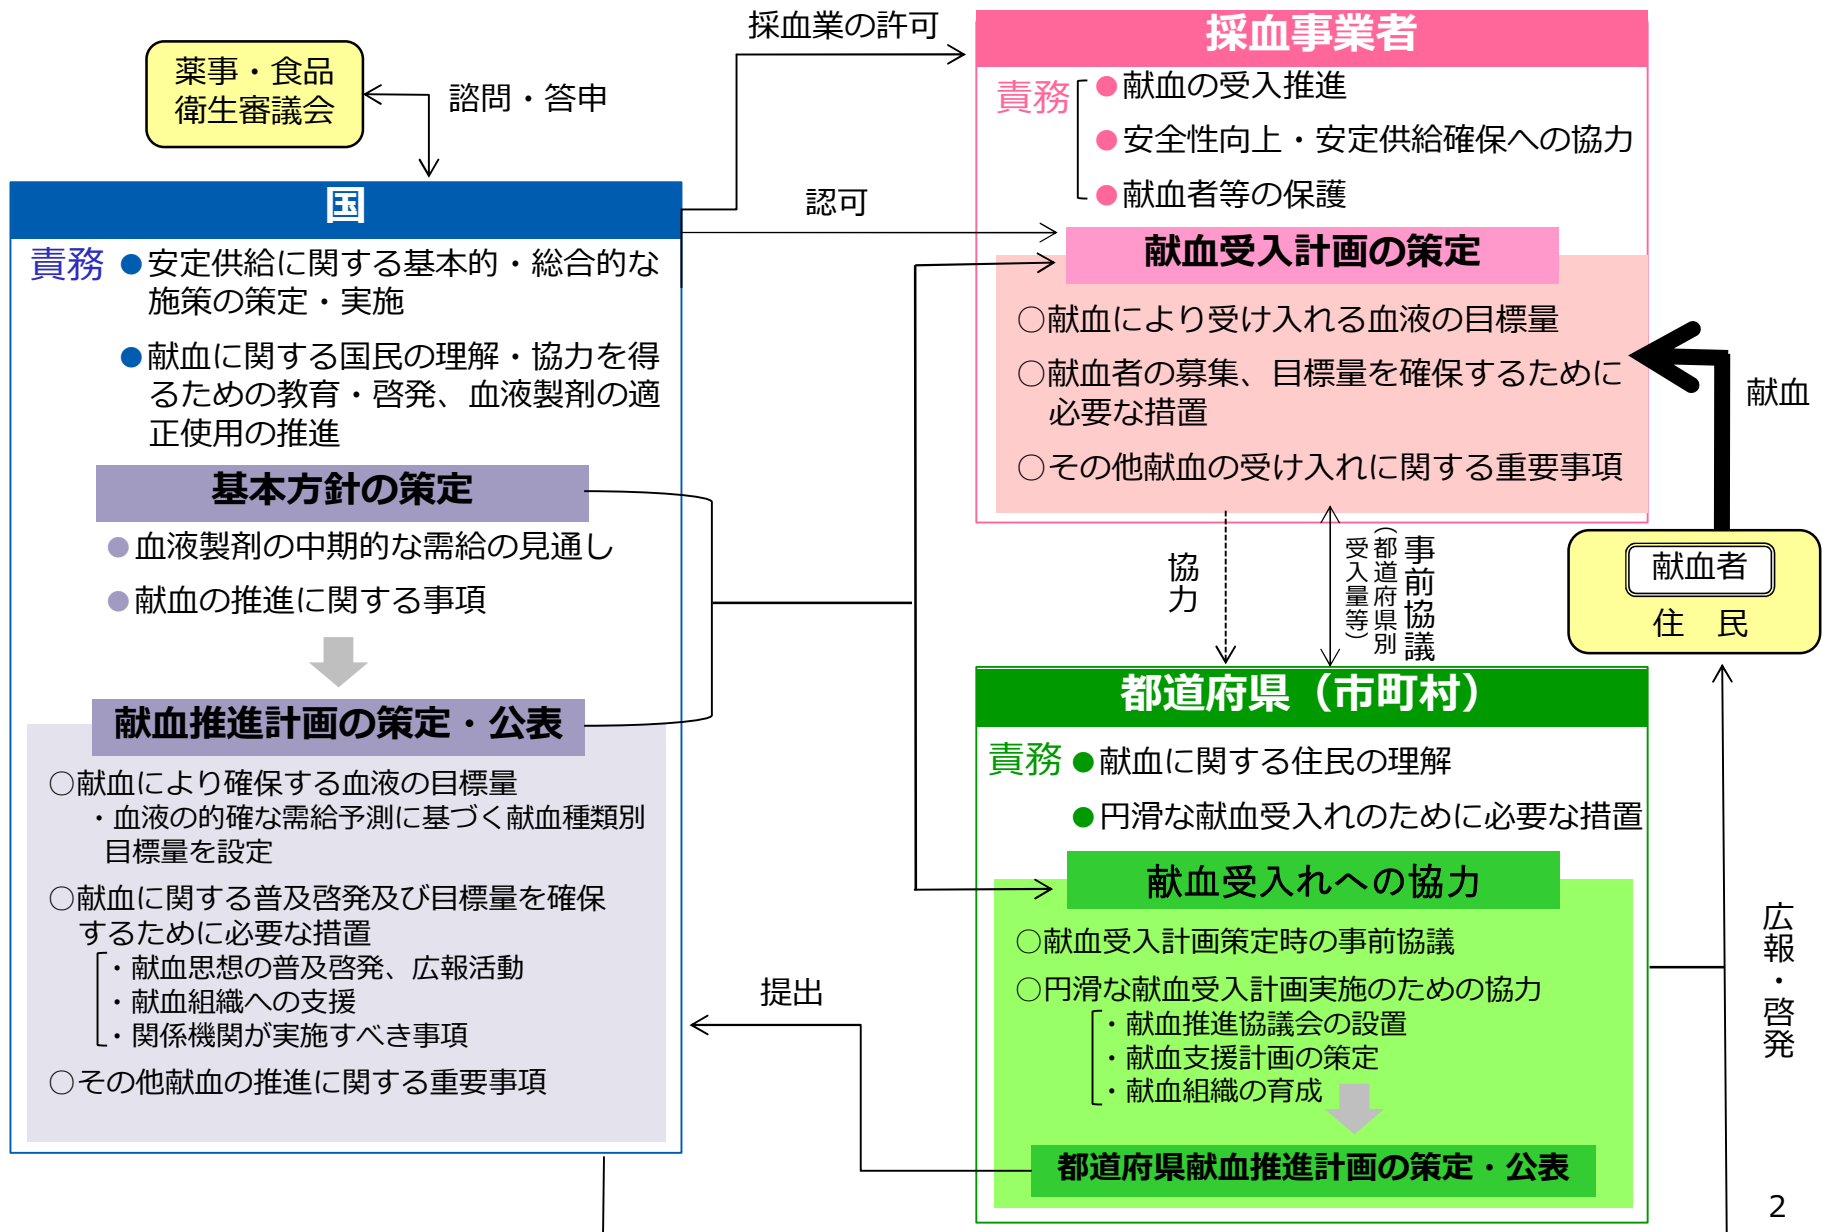 薬事・食品
衛生審議会
諮問・答申
採血業の許可
認可
国
責務
●安定供給に関する基本的・総合的な
施策の策定・実施
●献血に関する国民の理解・協力を得
るための教育・啓発、血液製剤の適
正使用の推進
基本方針の策定
●血液製剤の中期的な需給の見通し
●献血の推進に関する事項
献血推進計画の策定・公表
○献血により確保する血液の目標量
・血液の的確な需給予測に基づく献血種類別
目標量を設定
○献血に関する普及啓発及び目標量を確保
するために必要な措置
・献血思想の普及啓発、広報活動
・献血組織への支援
・関係機関が実施すべき事項
○その他献血の推進に関する重要事項
採血事業者
責務
●献血の受入推進
●安全性向上・安定供給確保への協力
●献血者等の保護
献血受入計画の策定
○献血により受け入れる血液の目標量
○献血者の募集、目標量を確保するために
必要な措置
○その他献血の受け入れに関する重要事項
献血
協力
事前協議
（都道府県別
受入量等）
献血者
住　民
都道府県（市町村）
責務
●献血に関する住民の理解
●円滑な献血受入れのために必要な措置
献血受入れへの協力
○献血受入計画策定時の事前協議
○円滑な献血受入計画実施のための協力
・献血推進協議会の設置
・献血支援計画の策定
・献血組織の育成
都道府県献血推進計画の策定・公表
提出
広報・啓発
2